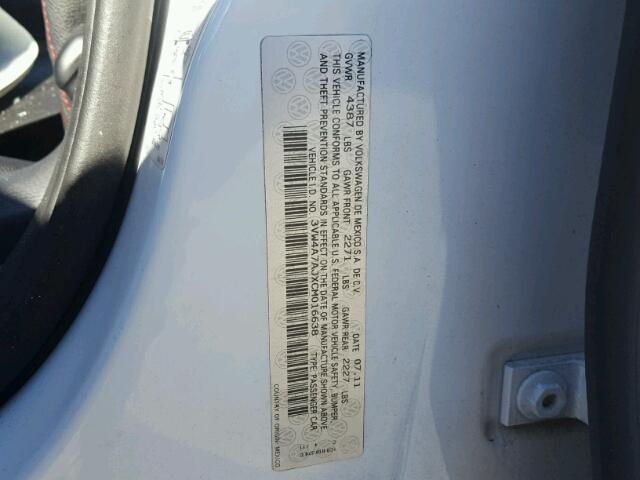 MANUFACTURED BY VOLKSWAGEN DE MEXICO S.A. DE C.V. DATE 07.11
GVWR 4387 LBS GAWR FRONT 2271 LBS GAWR REAR 2227 LBS
THIS VEHICLE CONFORMS TO ALL APPLICABLE U.S. FEDERAL MOTOR VEHICLE SAFETY, BUMPER
AND THEFT PREVENTION STANDARDS IN EFFECT ON THE DATE OF MANUFACTURE SHOWN ABOVE.
VEHICLE I.D. NO. 3VW4A7AJXCM016638 TYPE: PASSENGER CAR
COUNTRY OF ORIGIN: MEXICO